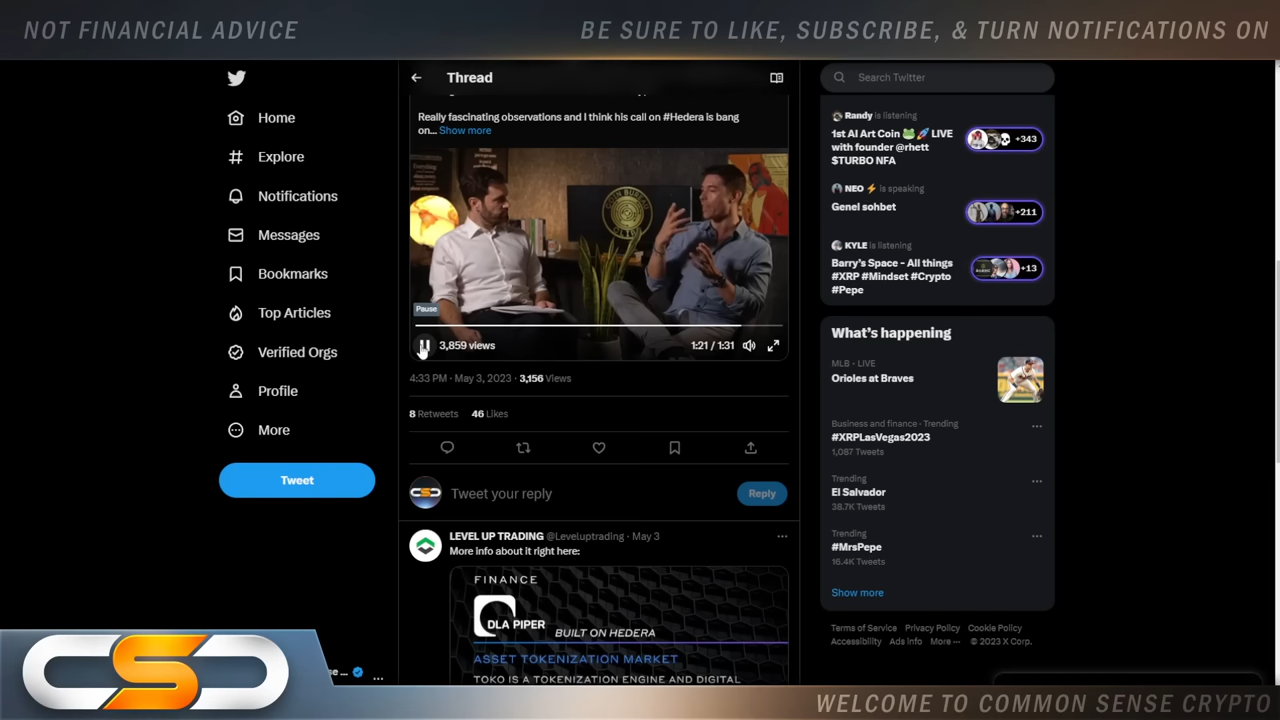 NOT FINANCIAL ADVICE
BE SURE TO LIKE, SUBSCRIBE, & TURN NOTIFICATIONS ON
Home
Explore
Notifications
Messages
Bookmarks
Top Articles
Verified Orgs
Profile
More
Tweet
Thread
Really fascinating observations and I think his call on #Hedera is bang
on... Show more
COIN BUREAU
CLUB
Pause
3,859 views
1:21 / 1:31
4:33 PM · May 3, 2023 · 3,156 Views
8 Retweets 46 Likes
CSC
Tweet your reply
Reply
LEVEL UP TRADING @Leveluptrading · May 3
More info about it right here:
FINANCE
DLA PIPER
BUILT ON HEDERA
ASSET TOKENIZATION MARKET
TOKO IS A TOKENIZATION ENGINE AND DIGITAL
Search Twitter
Randy is listening
1st AI Art Coin 🐸 🚀 LIVE
with founder @rhett
$TURBO NFA
+343
NEO ⚡ is speaking
Genel sohbet
+211
KYLE is listening
Barry's Space - All things
#XRP #Mindset #Crypto
#Pepe
+13
What's happening
MLB · LIVE
Orioles at Braves
Business and finance · Trending
#XRPLasVegas2023
1,087 Tweets
Trending
El Salvador
38.7K Tweets
Trending
#MrsPepe
16.4K Tweets
Show more
Terms of Service Privacy Policy Cookie Policy
Accessibility Ads info More ··· © 2023 X Corp.
CSC
se ...
WELCOME TO COMMON SENSE CRYPTO